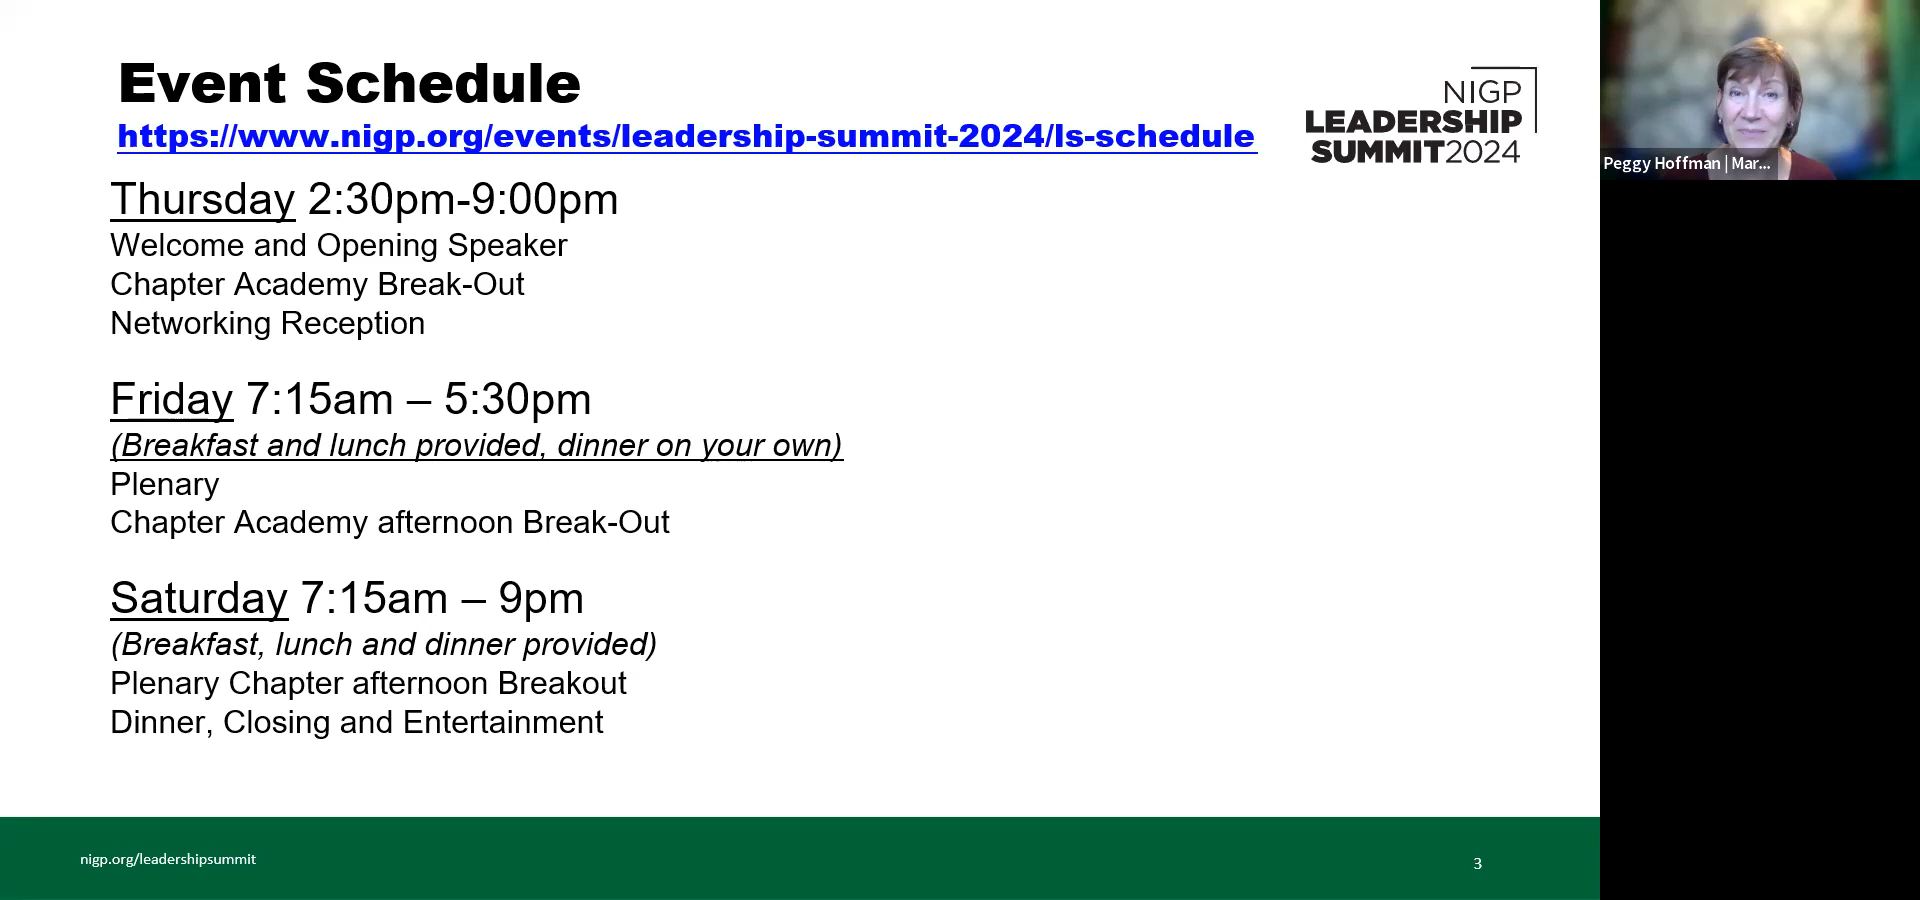 Event Schedule
https://www.nigp.org/events/leadership-summit-2024/ls-schedule
NIGP
LEADERSHIP
SUMMIT2024
Peggy Hoffman | Mar...
Thursday 2:30pm-9:00pm
Welcome and Opening Speaker
Chapter Academy Break-Out
Networking Reception
Friday 7:15am – 5:30pm
(Breakfast and lunch provided, dinner on your own)
Plenary
Chapter Academy afternoon Break-Out
Saturday 7:15am – 9pm
(Breakfast, lunch and dinner provided)
Plenary Chapter afternoon Breakout
Dinner, Closing and Entertainment
nigp.org/leadershipsummit
3